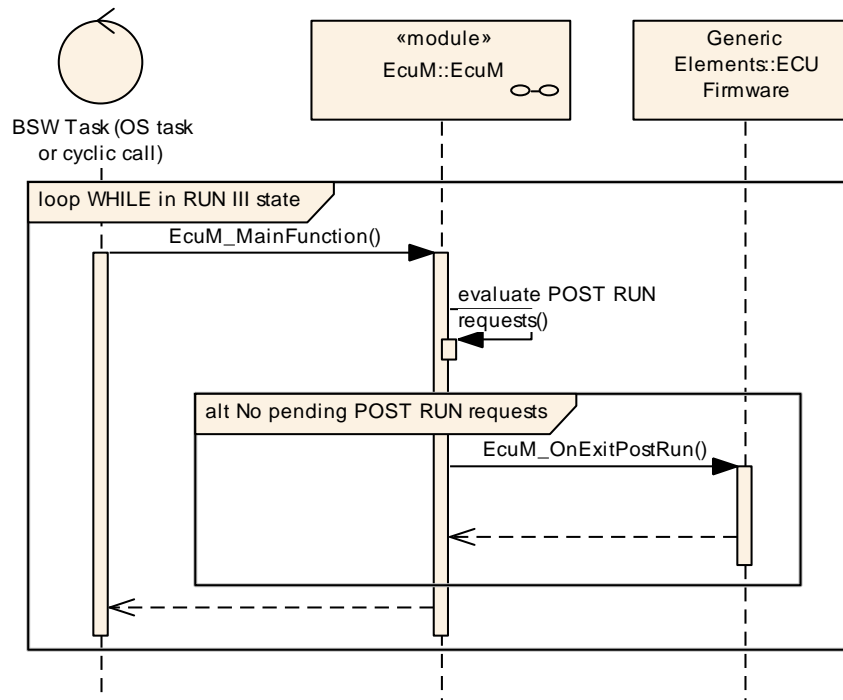 «module»
EcuM::EcuM
Generic
Elements::ECU
Firmware
BSW Task (OS task
or cyclic call)
loop WHILE in RUN III state
EcuM_MainFunction()
evaluate POST RUN
requests()
alt No pending POST RUN requests
EcuM_OnExitPostRun()